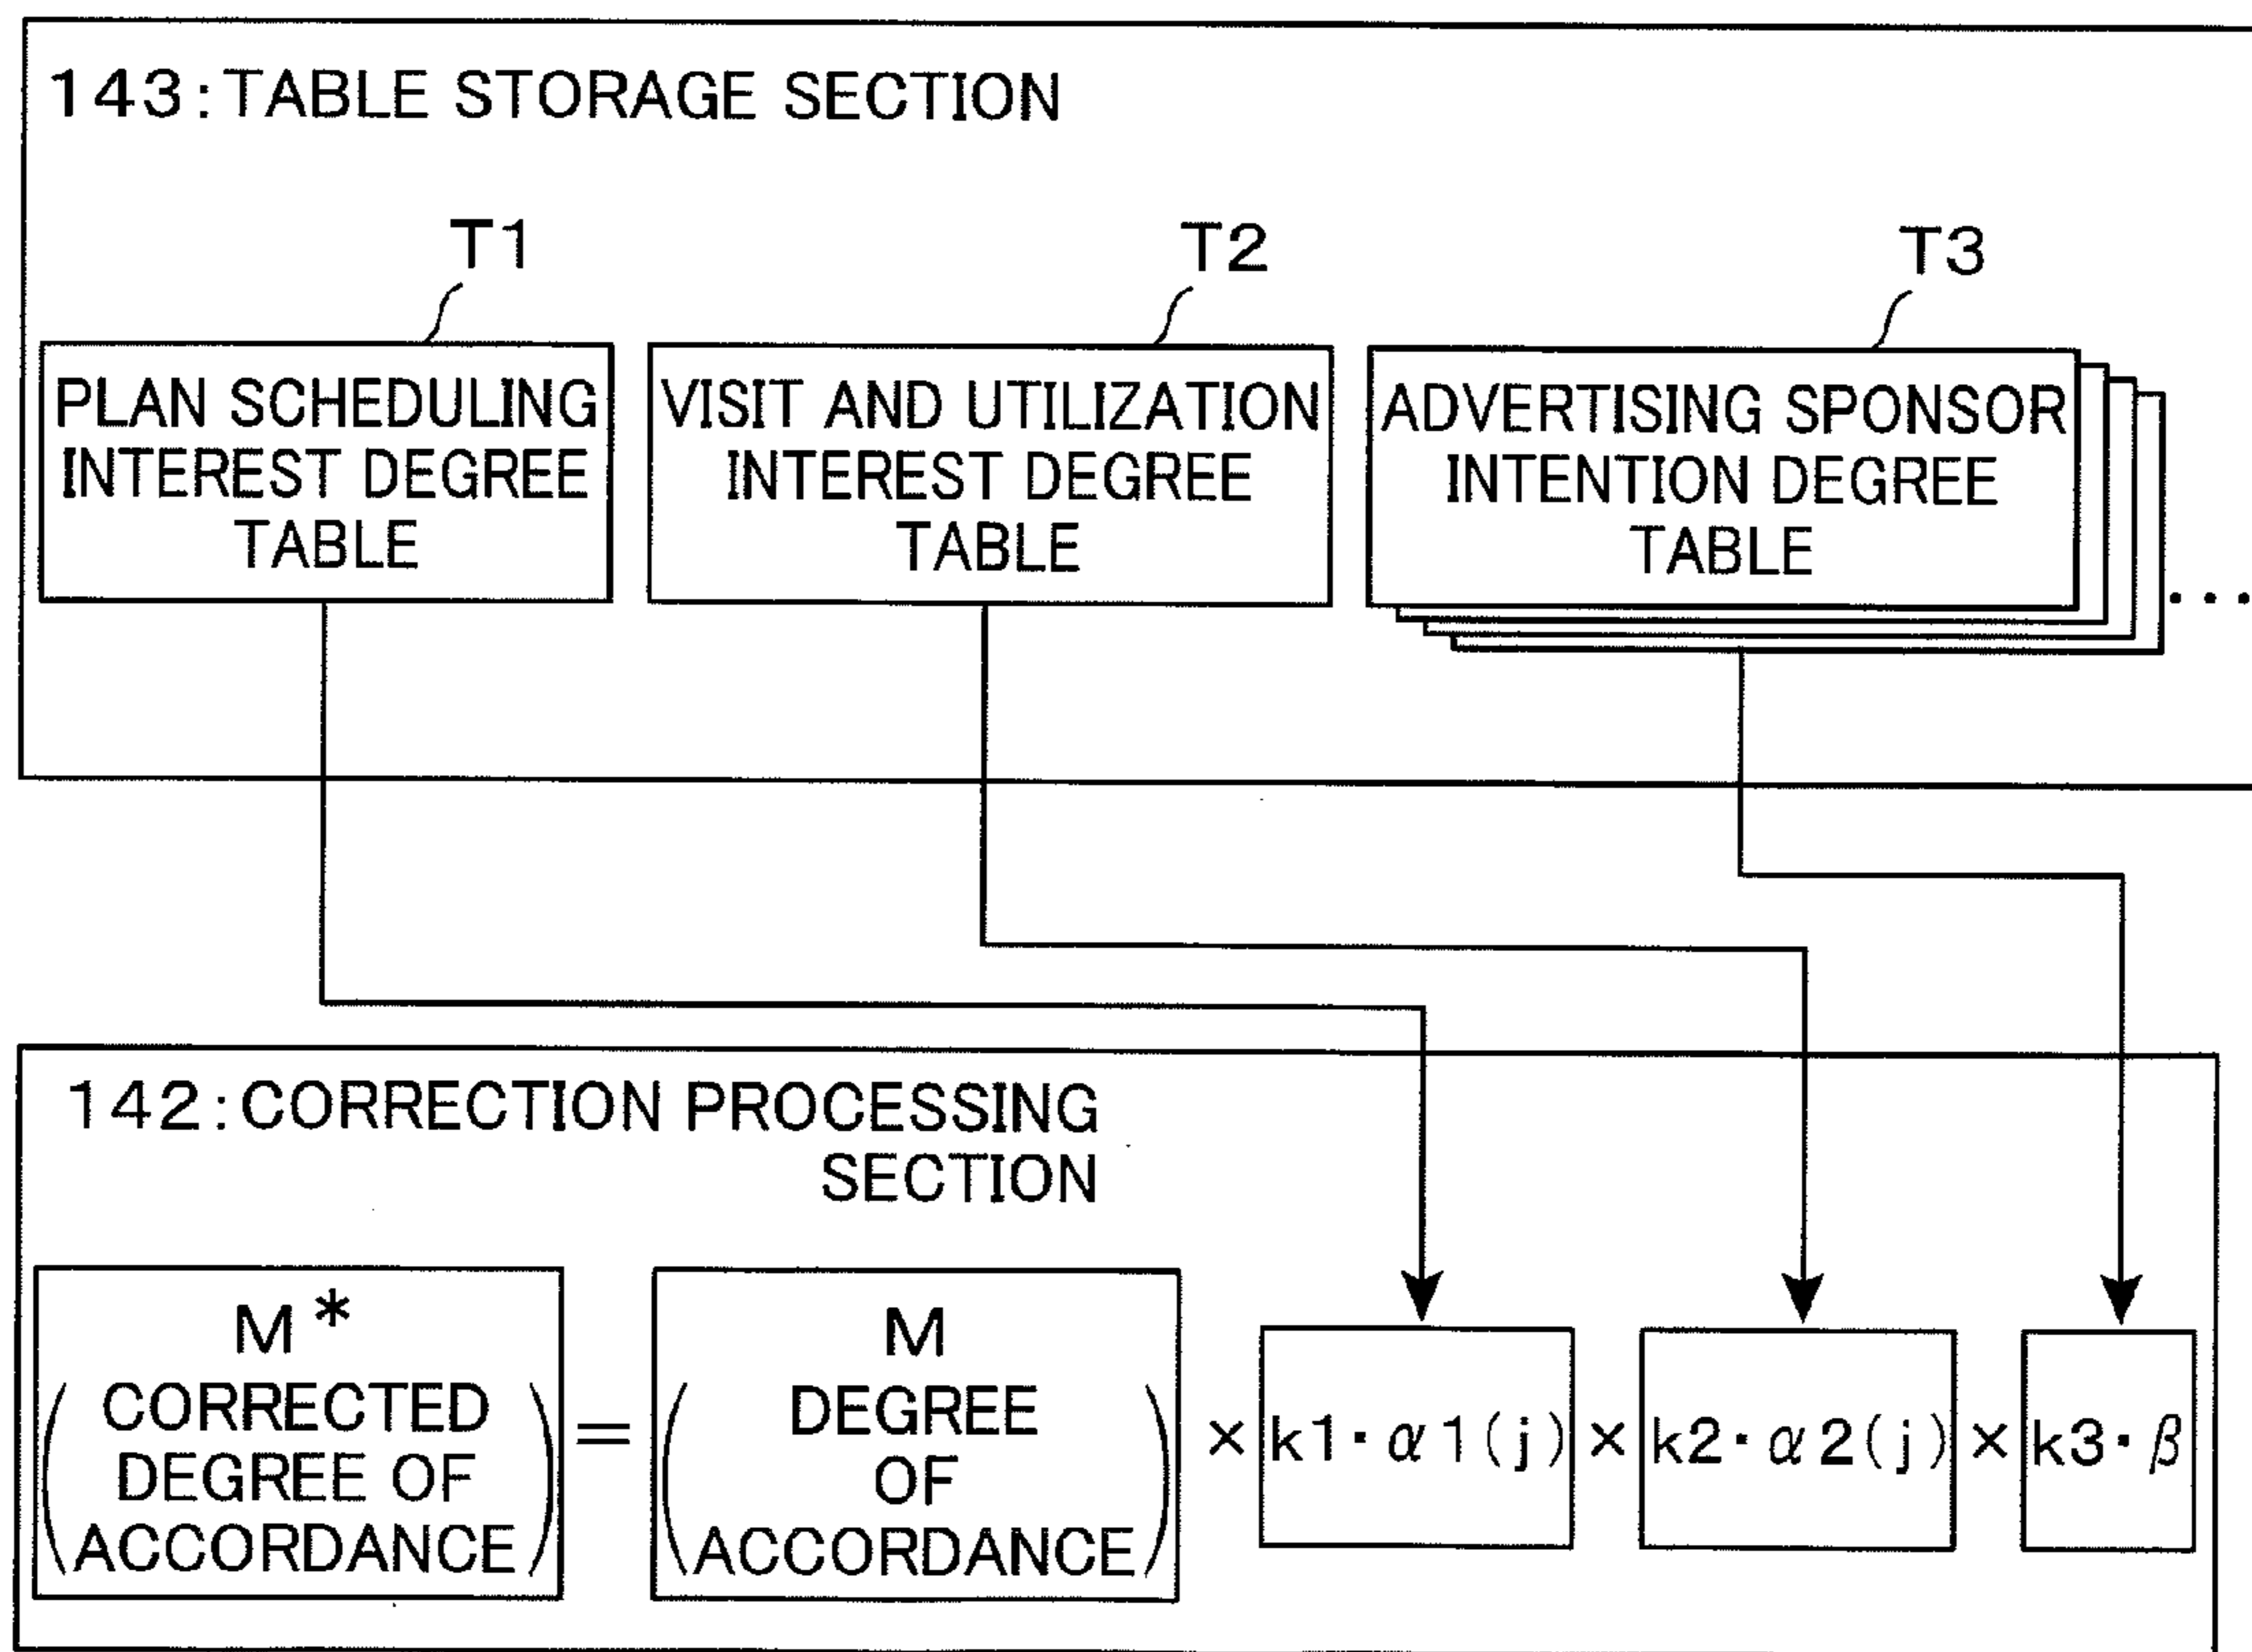 143:TABLE STORAGE SECTION
T1
T2
T3
PLAN SCHEDULING
INTEREST DEGREE
TABLE
VISIT AND UTILIZATION
INTEREST DEGREE
TABLE
ADVERTISING SPONSOR
INTENTION DEGREE
TABLE
...
142:CORRECTION PROCESSING
SECTION
M*
(CORRECTED
DEGREE OF
ACCORDANCE)
=
M
(DEGREE
OF
ACCORDANCE)
× k1・α1(j) × k2・α2(j) × k3・β